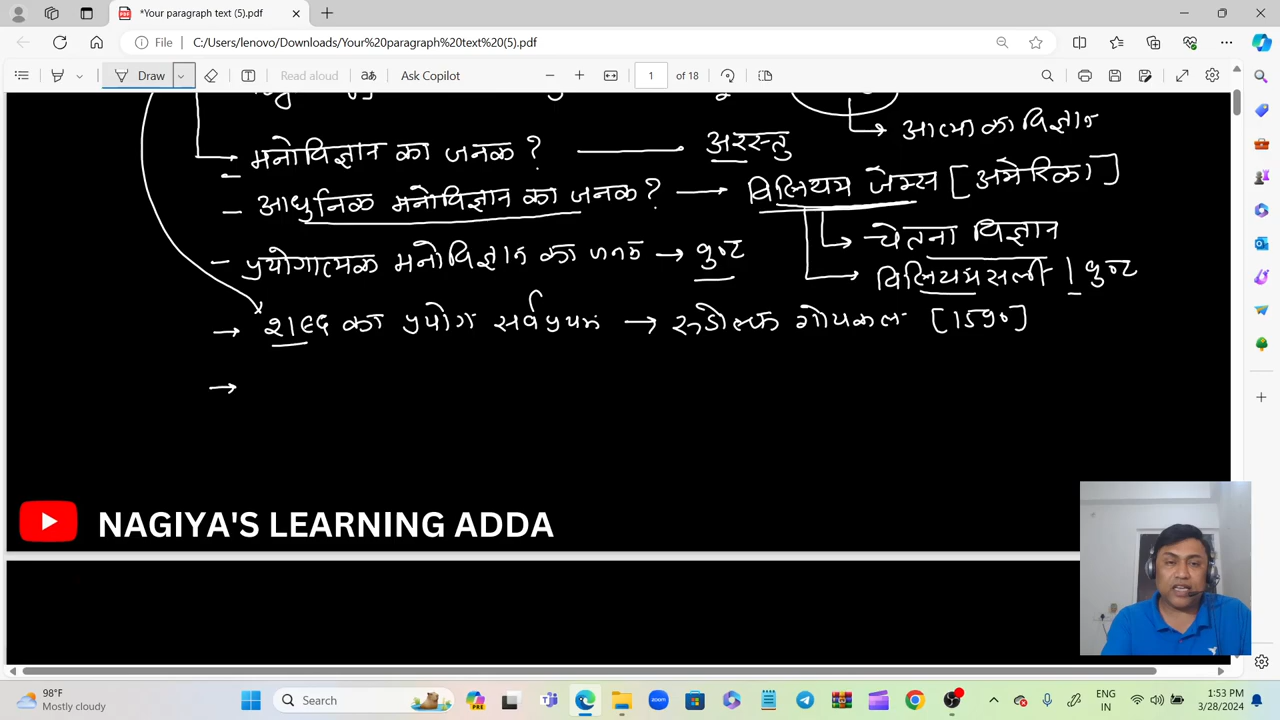 *Your paragraph text (5).pdf
File C:/Users/lenovo/Downloads/Your%20paragraph%20text%20(5).pdf
Draw Read aloud Ask Copilot 1 of 18
आत्मा का विज्ञान
मनोविज्ञान का जनक ? अरस्तु
आधुनिक मनोविज्ञान का जनक ? → विलियम जेम्स [अमेरिका]
→ चेतना विज्ञान
- प्रयोगात्मक मनोविज्ञान का जनक → वुन्ट
→ विलियम सली | वुन्ट
→ शब्द का प्रयोग सर्वप्रथम → रूडोल्फ गोयकल [1590]
→
NAGIYA'S LEARNING ADDA
98°F
Mostly cloudy
Search
ENG
IN
1:53 PM
3/28/2024